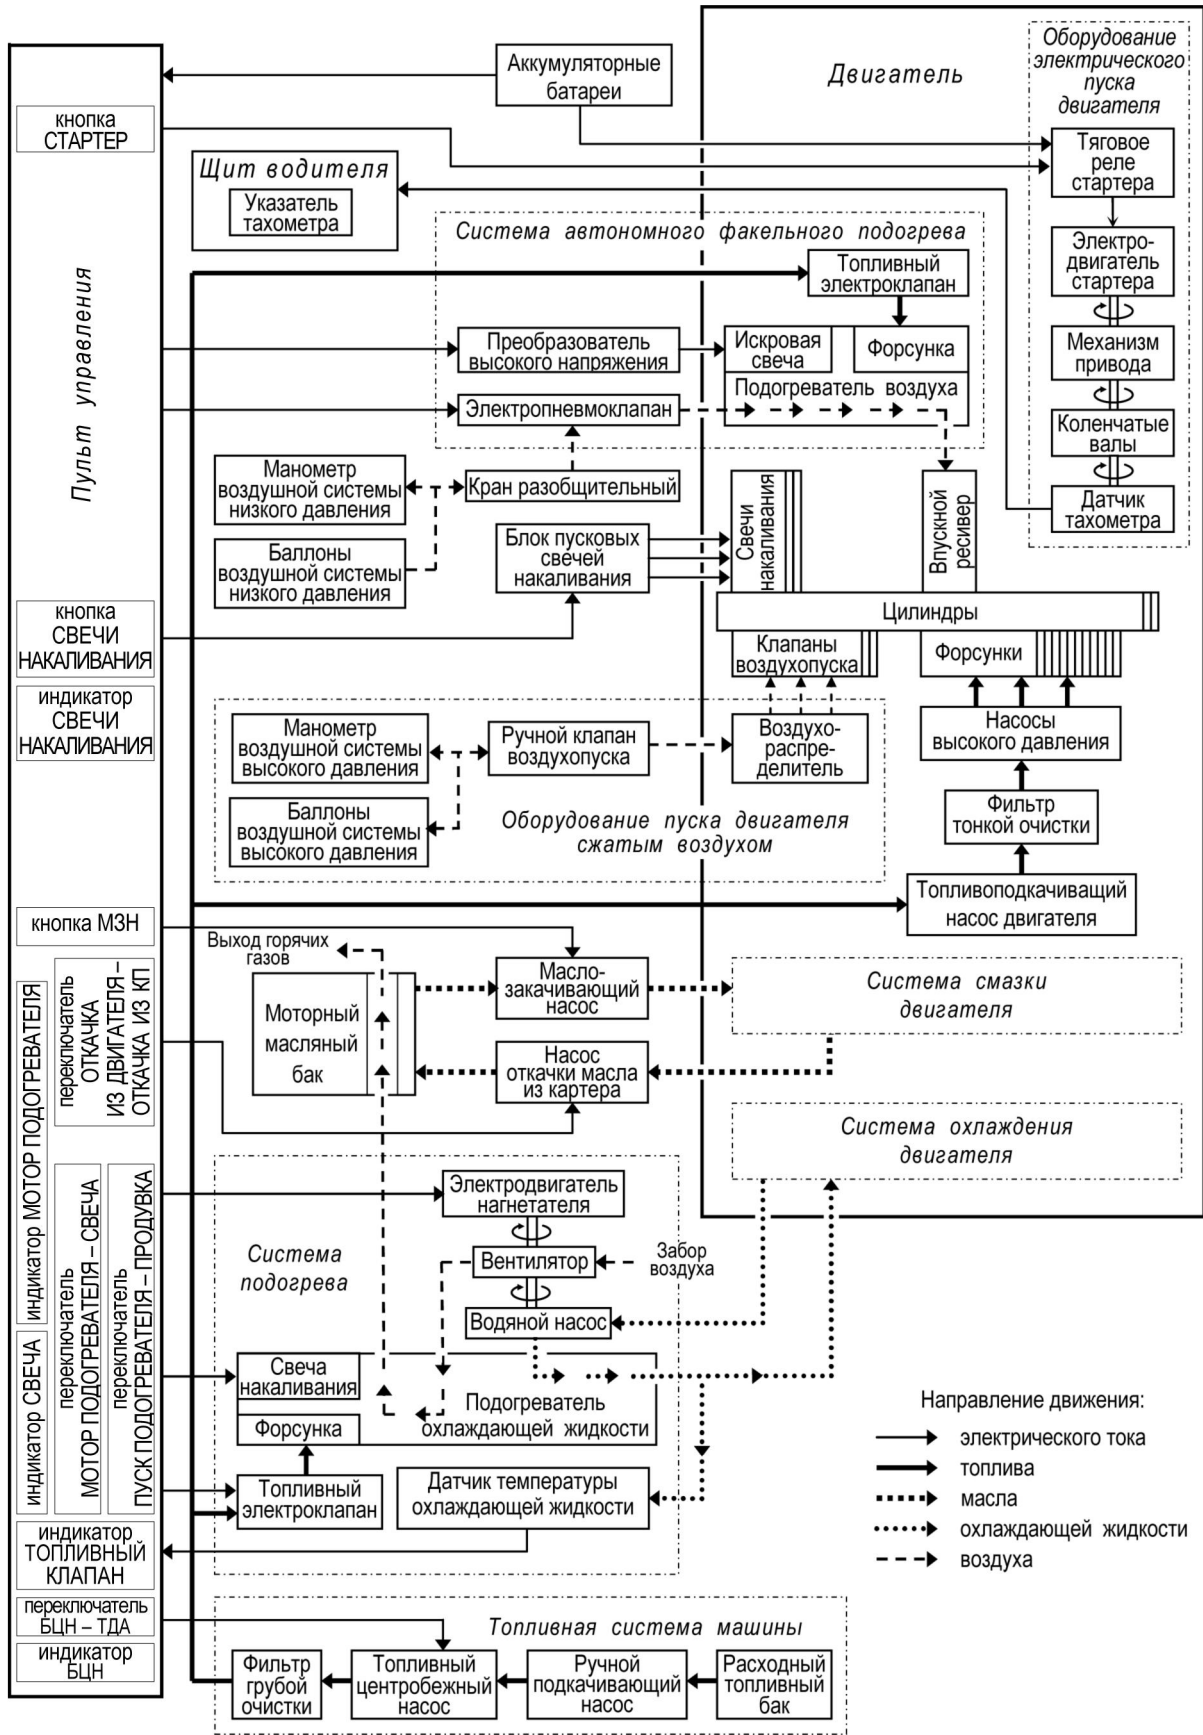 Аккумуляторные
батареи
Двигатель
Оборудование
электрического
пуска
двигателя
кнопка
СТАРТЕР
Тяговое
реле
стартера
Щит водителя
Указатель
тахометра
Система автономного факельного подогрева
Топливный
электроклапан
Электро-
двигатель
стартера
Пульт управления
Преобразователь
высокого напряжения
Искровая
свеча
Форсунка
Механизм
привода
Подогреватель воздуха
Электропневмоклапан
Коленчатые
валы
Манометр
воздушной системы
низкого давления
Кран разобщительный
Свечи
накаливания
Впускной
ресивер
Датчик
тахометра
Баллоны
воздушной системы
низкого давления
Блок пусковых
свечей
накаливания
кнопка
СВЕЧИ
НАКАЛИВАНИЯ
Цилиндры
Клапаны
воздухопуска
Форсунки
индикатор
СВЕЧИ
НАКАЛИВАНИЯ
Манометр
воздушной системы
высокого давления
Ручной клапан
воздухопуска
Воздухо-
распре-
делитель
Насосы
высокого давления
Баллоны
воздушной системы
высокого давления
Оборудование пуска двигателя
сжатым воздухом
Фильтр
тонкой очистки
Топливоподкачиващий
насос двигателя
кнопка МЗН
Выход горячих
газов
индикатор МОТОР ПОДОГРЕВАТЕЛЯ
переключатель
ОТКАЧКА
ИЗ ДВИГАТЕЛЯ–
ОТКАЧКА ИЗ КП
Моторный
масляный
бак
Масло-
закачивающий
насос
Система смазки
двигателя
Насос
откачки масла
из картера
Система охлаждения
двигателя
переключатель
МОТОР ПОДОГРЕВАТЕЛЯ – СВЕЧА
переключатель
ПУСК ПОДОГРЕВАТЕЛЯ – ПРОДУВКА
Электродвигатель
нагнетателя
Система
подогрева
Вентилятор
Забор
воздуха
Водяной насос
индикатор СВЕЧА
Свеча
накаливания
Подогреватель
охлаждающей жидкости
Форсунка
Топливный
электроклапан
Датчик температуры
охлаждающей жидкости
Направление движения:
электрического тока
топлива
масла
охлаждающей жидкости
воздуха
индикатор
ТОПЛИВНЫЙ
КЛАПАН
переключатель
БЦН – ТДА
индикатор
БЦН
Топливная система машины
Фильтр
грубой
очистки
Топливный
центробежный
насос
Ручной
подкачивающий
насос
Расходный
топливный
бак